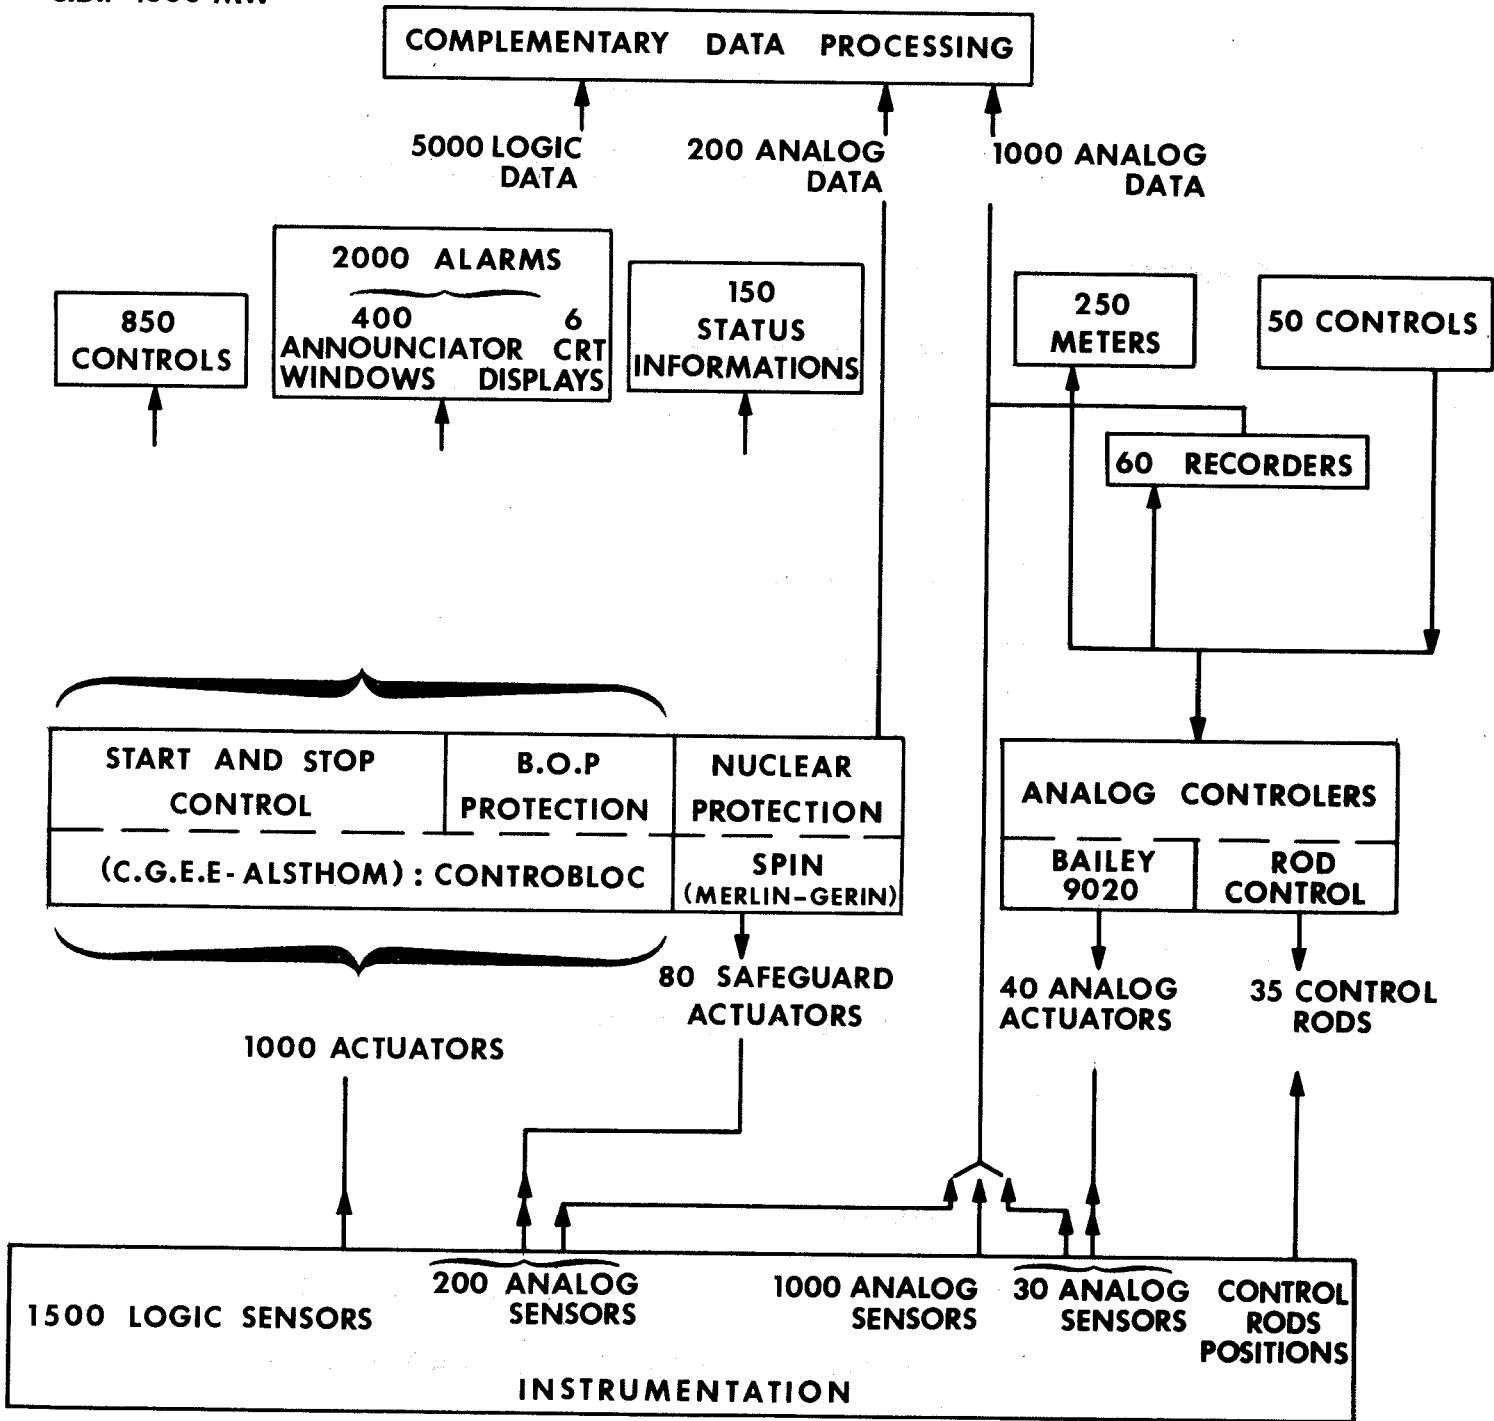 COMPLEMENTARY DATA PROCESSING
5000 LOGIC
DATA
200 ANALOG
DATA
1000 ANALOG
DATA
850
CONTROLS
2000 ALARMS
400 6
ANNOUNCIATOR CRT
WINDOWS DISPLAYS
150
STATUS
INFORMATIONS
250
METERS
50 CONTROLS
60 RECORDERS
START AND STOP
CONTROL
B.O.P
PROTECTION
NUCLEAR
PROTECTION
(C.G.E.E-ALSTHOM) : CONTROBLOC
SPIN
(MERLIN-GERIN)
ANALOG CONTROLERS
BAILEY
9020
ROD
CONTROL
80 SAFEGUARD
ACTUATORS
40 ANALOG
ACTUATORS
35 CONTROL
RODS
1000 ACTUATORS
1500 LOGIC SENSORS
200 ANALOG
SENSORS
1000 ANALOG
SENSORS
30 ANALOG
SENSORS
CONTROL
RODS
POSITIONS
INSTRUMENTATION